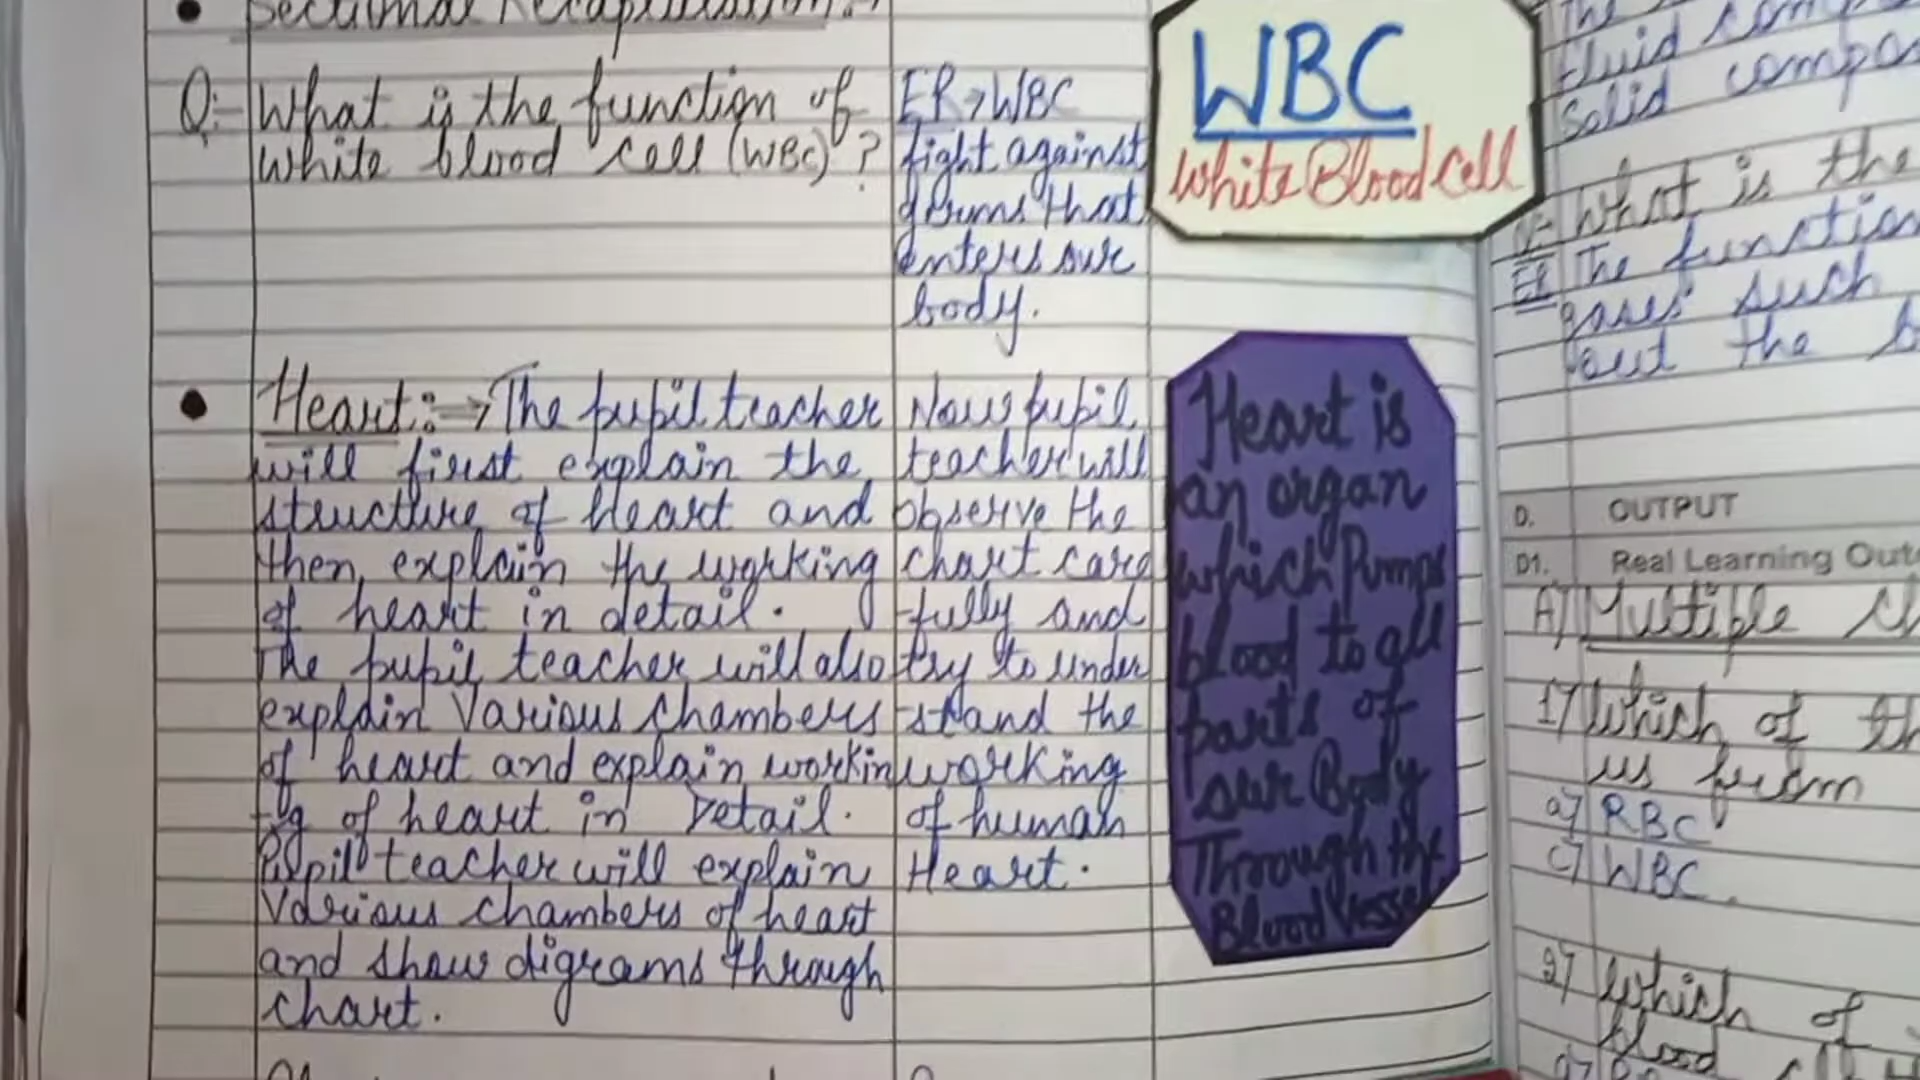 Sectional Recapitulation:-
Q:- What is the function of
White blood cell (WBC)?
ER→WBC
fight against
germs that
enters our
body.
WBC
White Blood Cell
• Heart:⇒ The pupil teacher
will first explain the
structure of heart and
then explain the working
of heart in detail.
The pupil teacher will also
explain Various chambers
of heart and explain workin
-g of heart in Detail.
Pupil teacher will explain
Various chambers of heart
and show digrams through
chart.
Now pupil
teacher will
observe the
chart care
-fully and
try to under
-stand the
working
of human
Heart.
Heart is
an organ
which Pumps
blood to all
parts of
our Body
Through the
Blood Vessel
The
fluid
Solid
Q:- What is the
ER The function
gases such
out the
D. OUTPUT
D1. Real Learning
A) Multiple
1) Which of
us from
a) RBC
c) WBC.
2) Which of
blood